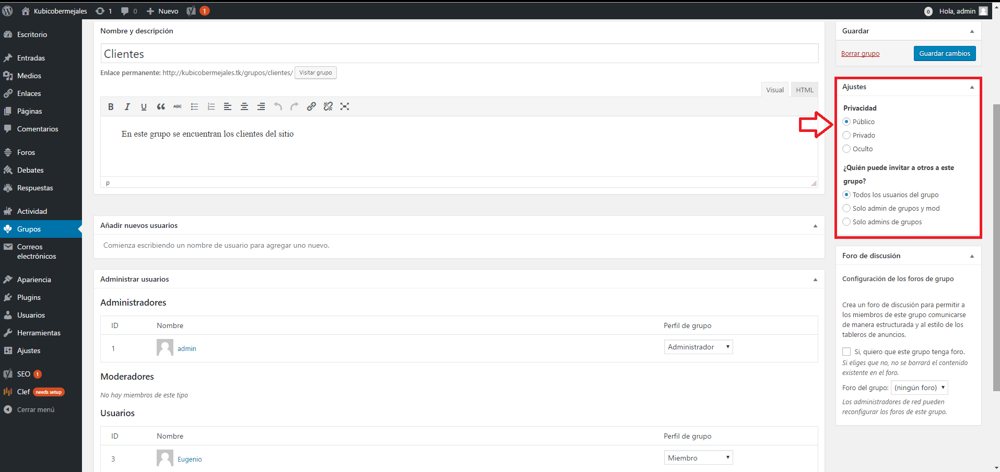 Kubicobermejales 1 0 Nuevo 1 0 Hola, admin
Escritorio
Entradas
Medios
Enlaces
Páginas
Comentarios
Foros
Debates
Respuestas
Actividad
Grupos
Correos
electrónicos
Apariencia
Plugins
Usuarios
Herramientas
Ajustes
SEO 1
Clef needs setup
Cerrar menú
Nombre y descripción
Clientes
Enlace permanente: http://kubicobermejales.tk/grupos/clientes/ Visitar grupo
Visual HTML
B I U ABC
En este grupo se encuentran los clientes del sitio
p
Añadir nuevos usuarios
Comienza escribiendo un nombre de usuario para agregar uno nuevo.
Administrar usuarios
Administradores
ID Nombre Perfil de grupo
1 admin Administrador
Moderadores
No hay miembros de este tipo
Usuarios
ID Nombre Perfil de grupo
3 Eugenio Miembro
Guardar
Borrar grupo Guardar cambios
Ajustes
Privacidad
Público
Privado
Oculto
¿Quién puede invitar a otros a este
grupo?
Todos los usuarios del grupo
Solo admin de grupos y mod
Solo admins de grupos
Foro de discusión
Configuración de los foros de grupo
Crea un foro de discusión para permitir a
los miembros de este grupo comunicarse
de manera estructurada y al estilo de los
tableros de anuncios.
Si, quiero que este grupo tenga foro.
Si eliges que no, no se borrará el contenido
existente en el foro.
Foro del grupo: (ningún foro)
Los administradores de red pueden
reconfigurar los foros de este grupo.